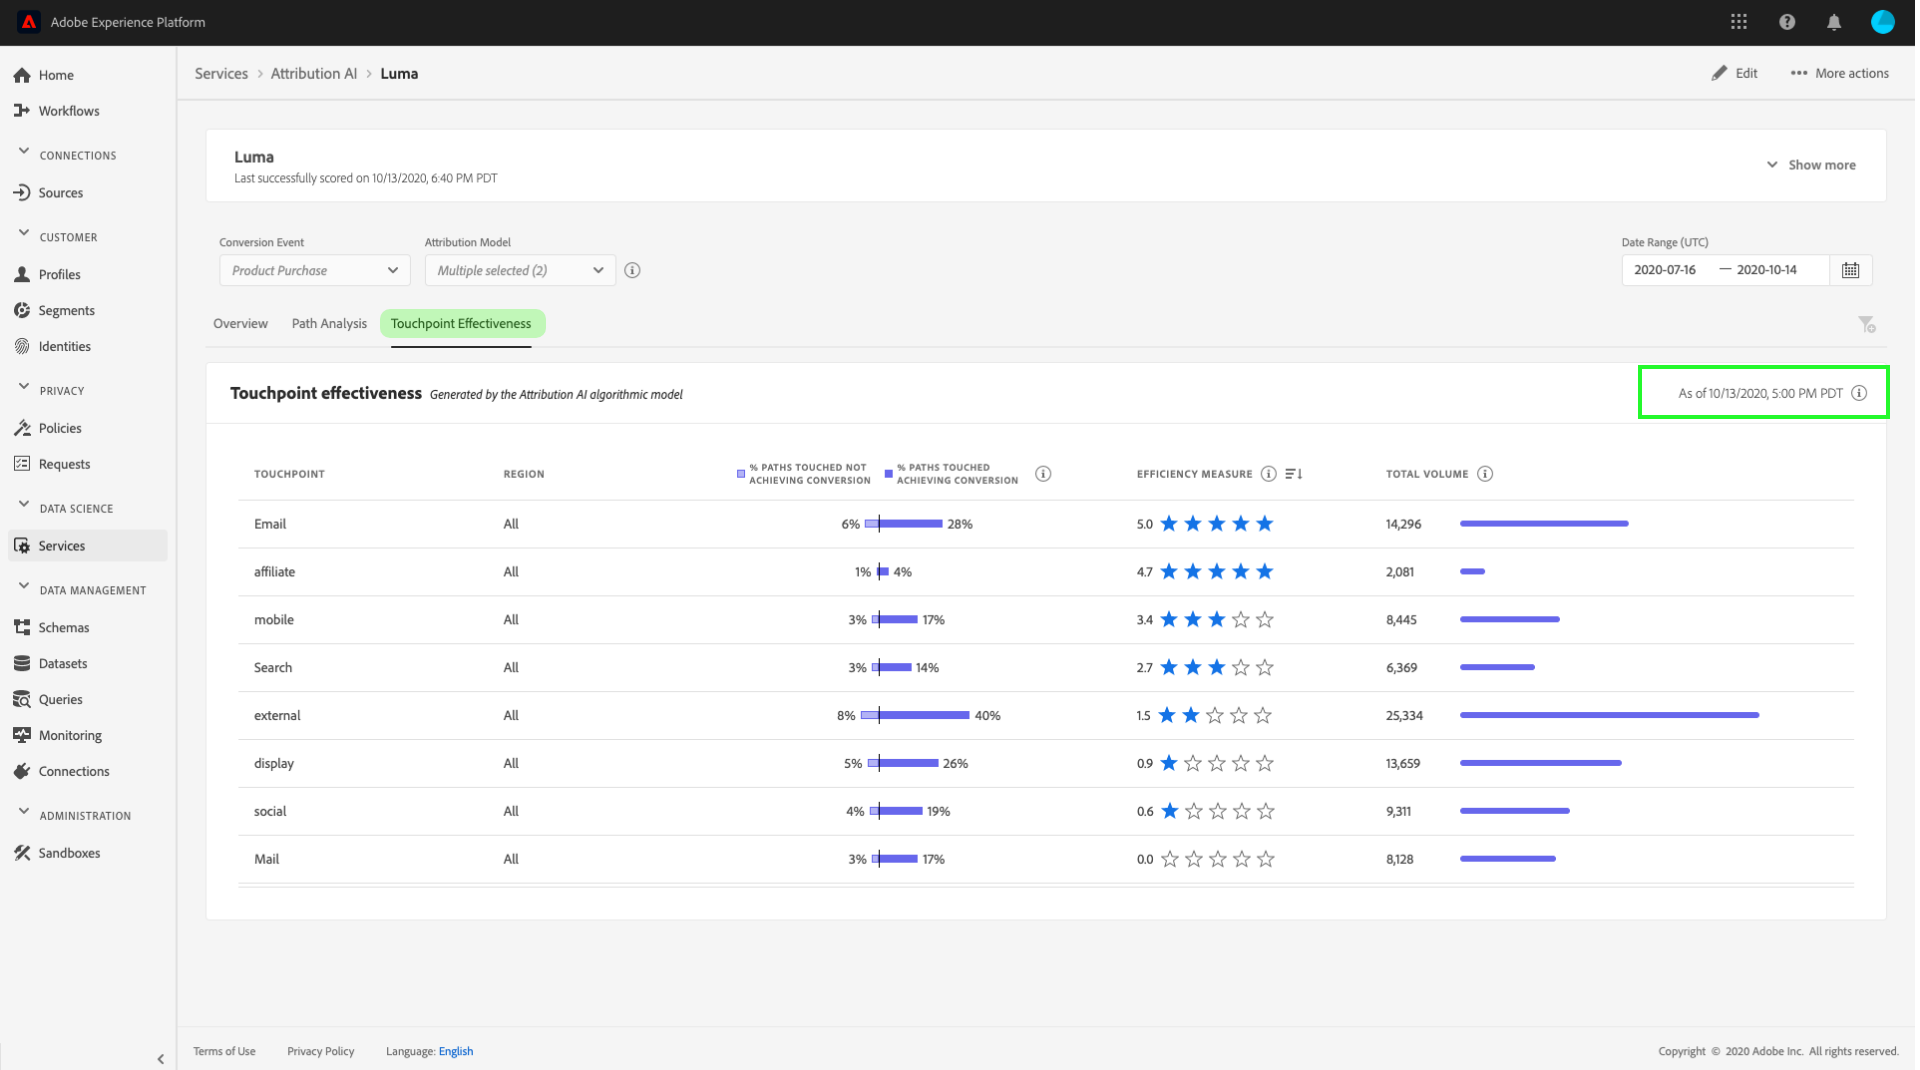 Adobe Experience Platform
Home
Workflows
CONNECTIONS
Sources
CUSTOMER
Profiles
Segments
Identities
PRIVACY
Policies
Requests
DATA SCIENCE
Services
DATA MANAGEMENT
Schemas
Datasets
Queries
Monitoring
Connections
ADMINISTRATION
Sandboxes
Services > Attribution AI > Luma
Edit
More actions
Luma
Last successfully scored on 10/13/2020, 6:40 PM PDT
Show more
Conversion Event
Product Purchase
Attribution Model
Multiple selected (2)
Date Range (UTC)
2020-07-16 — 2020-10-14
Overview Path Analysis Touchpoint Effectiveness
Touchpoint effectiveness Generated by the Attribution AI algorithmic model
As of 10/13/2020, 5:00 PM PDT
TOUCHPOINT REGION % PATHS TOUCHED NOT ACHIEVING CONVERSION % PATHS TOUCHED ACHIEVING CONVERSION EFFICIENCY MEASURE TOTAL VOLUME
Email All 6% 28% 5.0 14,296
affiliate All 1% 4% 4.7 2,081
mobile All 3% 17% 3.4 8,445
Search All 3% 14% 2.7 6,369
external All 8% 40% 1.5 25,334
display All 5% 26% 0.9 13,659
social All 4% 19% 0.6 9,311
Mail All 3% 17% 0.0 8,128
Terms of Use Privacy Policy Language: English
Copyright © 2020 Adobe Inc. All rights reserved.